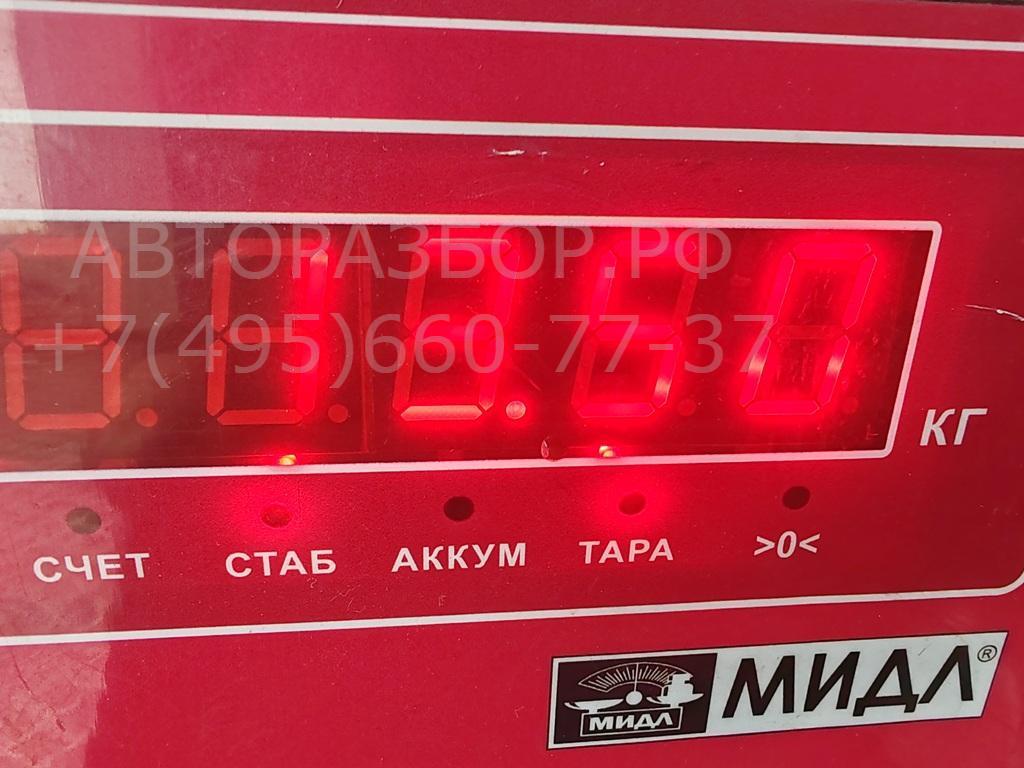 АВТОРАЗБОР.РФ
+7(495)660-77-37
КГ
СЧЕТ СТАБ АККУМ ТАРА >0<
МИДЛ МИДЛ®